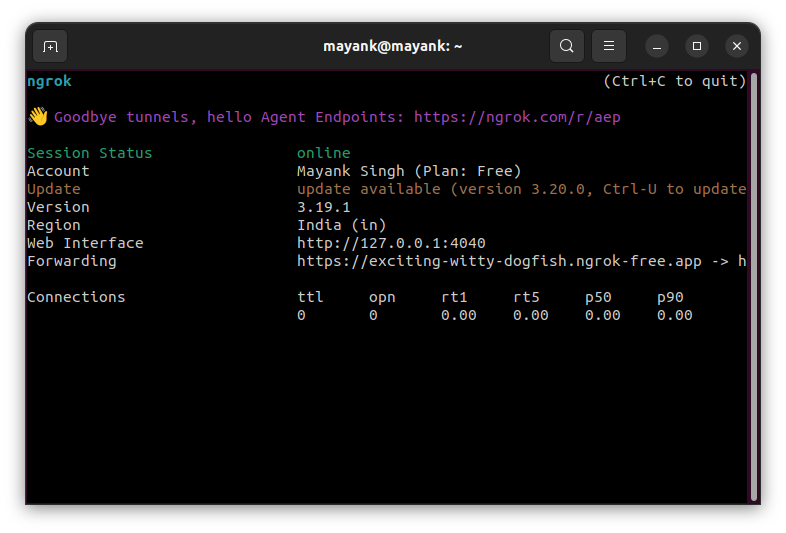 mayank@mayank: ~
ngrok (Ctrl+C to quit)
👋 Goodbye tunnels, hello Agent Endpoints: https://ngrok.com/r/aep
Session Status online
Account Mayank Singh (Plan: Free)
Update update available (version 3.20.0, Ctrl-U to update
Version 3.19.1
Region India (in)
Web Interface http://127.0.0.1:4040
Forwarding https://exciting-witty-dogfish.ngrok-free.app -> h
Connections ttl opn rt1 rt5 p50 p90
0 0 0.00 0.00 0.00 0.00